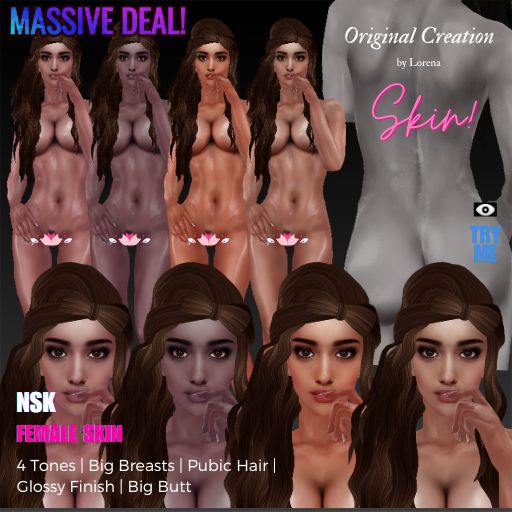 MASSIVE DEAL!
Original Creation
by Lorena
Skin!
TRY
ME
NSK
FEMALE SKIN
4 Tones | Big Breasts | Pubic Hair |
Glossy Finish | Big Butt